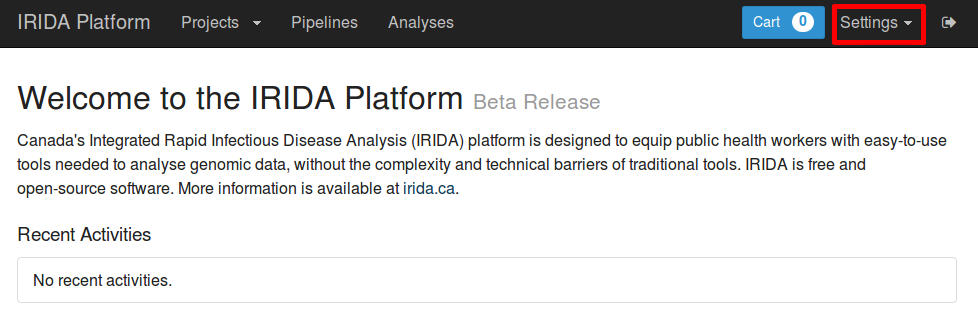 IRIDA Platform Projects Pipelines Analyses Cart 0 Settings
Welcome to the IRIDA Platform Beta Release
Canada's Integrated Rapid Infectious Disease Analysis (IRIDA) platform is designed to equip public health workers with easy-to-use
tools needed to analyse genomic data, without the complexity and technical barriers of traditional tools. IRIDA is free and
open-source software. More information is available at irida.ca.
Recent Activities
No recent activities.